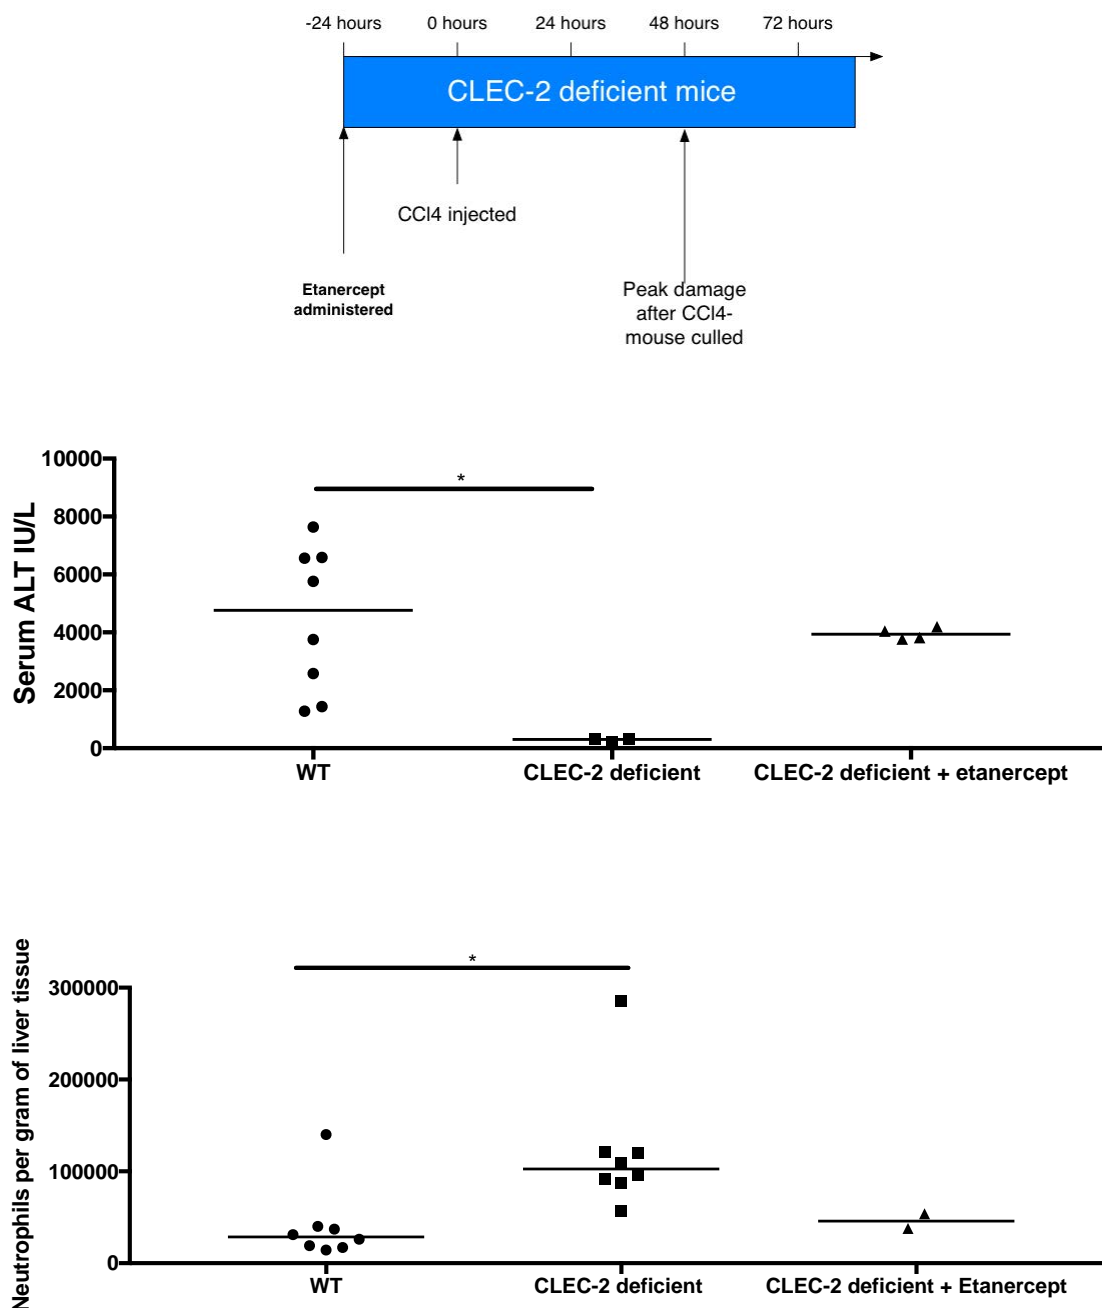 -24 hours 0 hours 24 hours 48 hours 72 hours
CLEC-2 deficient mice
CCl4 injected
Etanercept
administered
Peak damage
after CCl4-
mouse culled
Serum ALT IU/L
10000
8000
6000
4000
2000
0
*
WT CLEC-2 deficient CLEC-2 deficient + etanercept
Neutrophils per gram of liver tissue
300000
200000
100000
0
*
WT CLEC-2 deficient CLEC-2 deficient + Etanercept